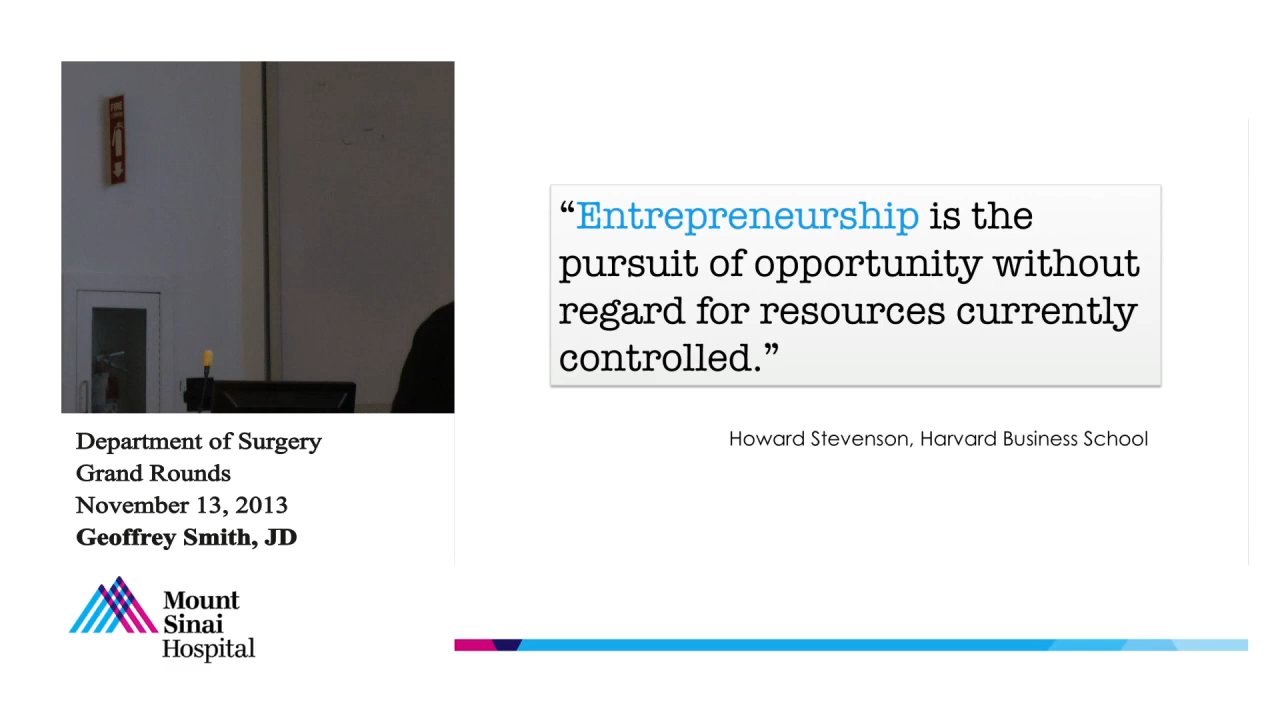 FIRE
“Entrepreneurship is the
pursuit of opportunity without
regard for resources currently
controlled.”
Howard Stevenson, Harvard Business School
Department of Surgery
Grand Rounds
November 13, 2013
Geoffrey Smith, JD
Mount
Sinai
Hospital